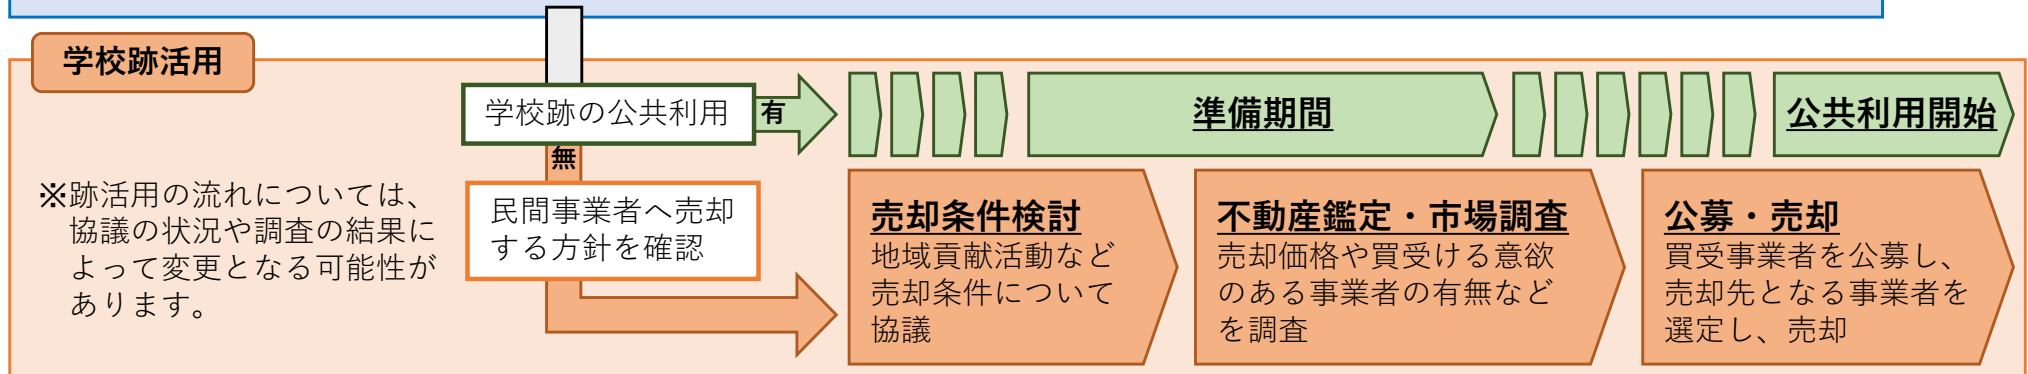 学校跡活用
学校跡の公共利用
有
準備期間
公共利用開始
無
※跡活用の流れについては、
協議の状況や調査の結果に
よって変更となる可能性が
あります。
民間事業者へ売却
する方針を確認
売却条件検討
地域貢献活動など
売却条件について
協議
不動産鑑定・市場調査
売却価格や買受ける意欲
のある事業者の有無など
を調査
公募・売却
買受事業者を公募し、
売却先となる事業者を
選定し、売却